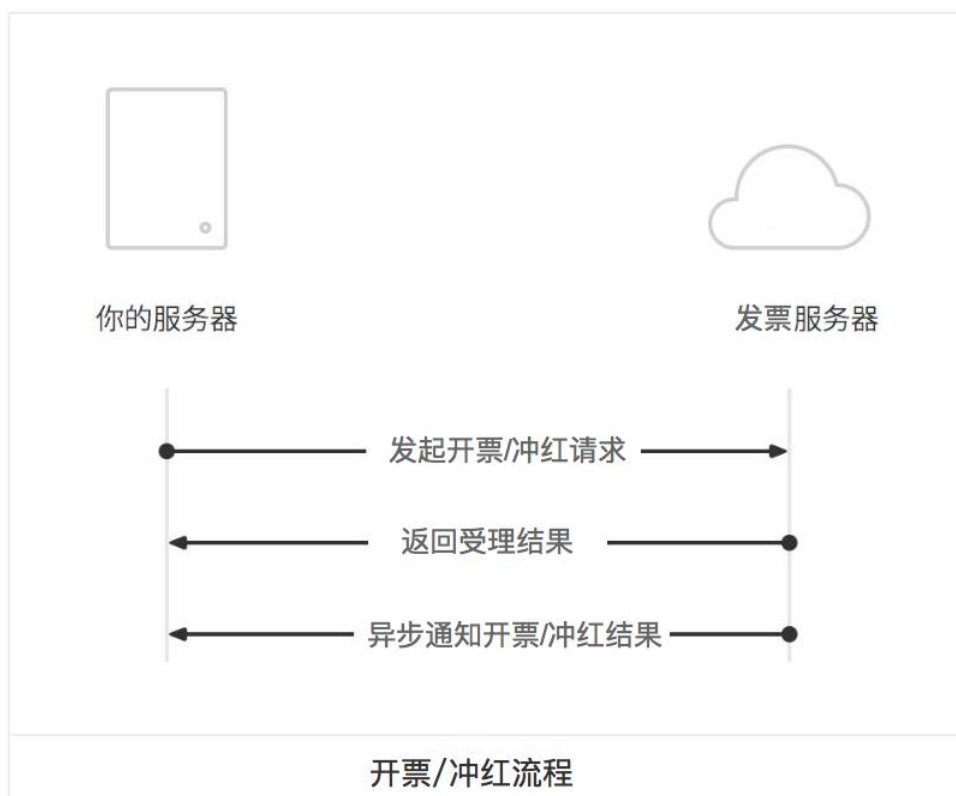 你的服务器
发票服务器
发起开票/冲红请求
返回受理结果
异步通知开票/冲红结果
开票/冲红流程